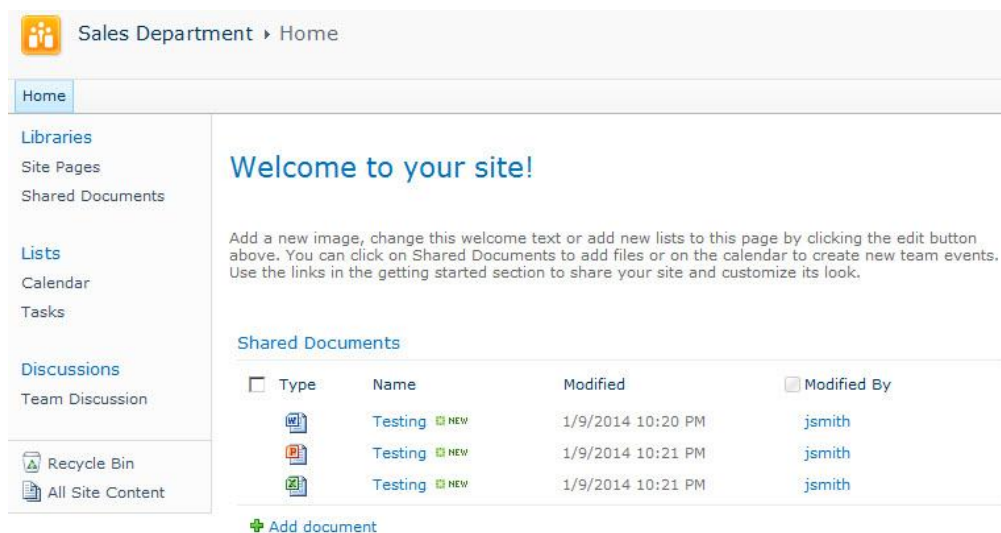 Sales Department ▸ Home
Home
Libraries
Site Pages
Shared Documents
Lists
Calendar
Tasks
Discussions
Team Discussion
Recycle Bin
All Site Content
Welcome to your site!
Add a new image, change this welcome text or add new lists to this page by clicking the edit button
above. You can click on Shared Documents to add files or on the calendar to create new team events.
Use the links in the getting started section to share your site and customize its look.
Shared Documents
Type Name Modified Modified By
Testing NEW 1/9/2014 10:20 PM jsmith
Testing NEW 1/9/2014 10:21 PM jsmith
Testing NEW 1/9/2014 10:21 PM jsmith
Add document